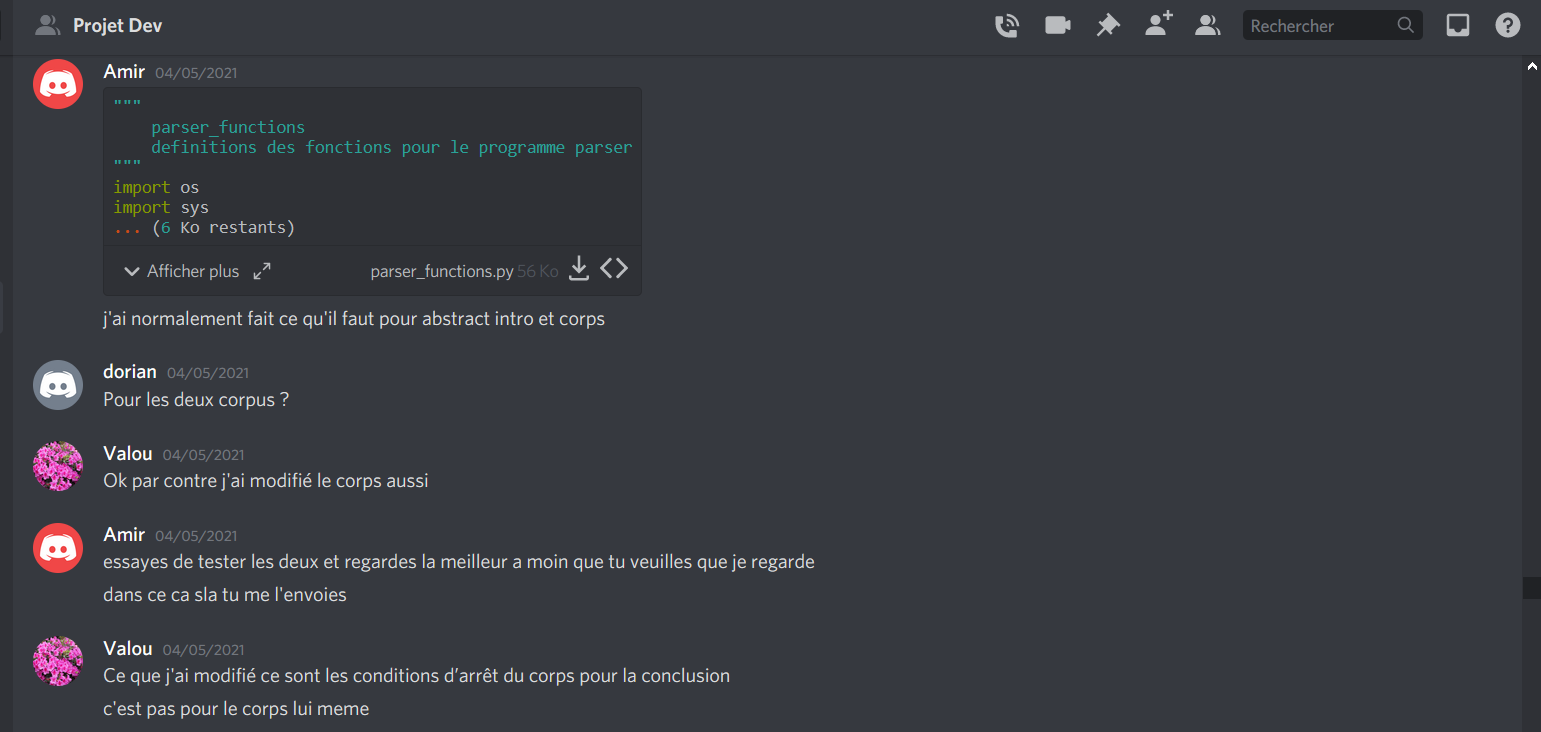 Projet Dev
Rechercher
Amir 04/05/2021
"""
parser_functions
definitions des fonctions pour le programme parser
"""
import os
import sys
... (6 Ko restants)
Afficher plus parser_functions.py 56 Ko
j'ai normalement fait ce qu'il faut pour abstract intro et corps
dorian 04/05/2021
Pour les deux corpus ?
Valou 04/05/2021
Ok par contre j'ai modifié le corps aussi
Amir 04/05/2021
essayes de tester les deux et regardes la meilleur a moin que tu veuilles que je regarde
dans ce ca sla tu me l'envoies
Valou 04/05/2021
Ce que j'ai modifié ce sont les conditions d’arrêt du corps pour la conclusion
c'est pas pour le corps lui meme